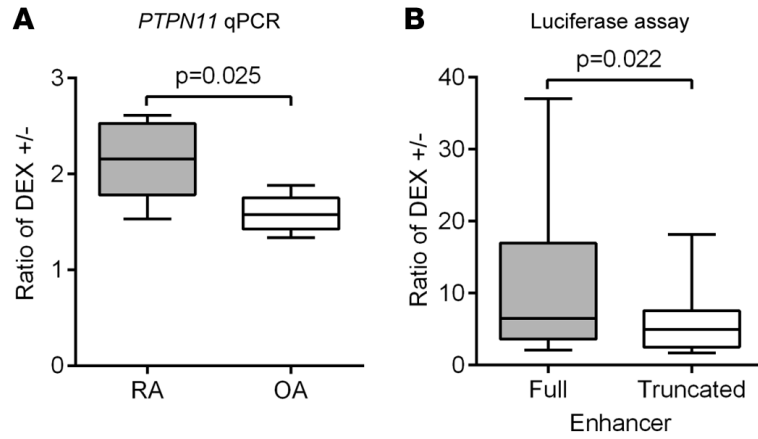 A
PTPN11 qPCR
p=0.025
Ratio of DEX +/-
3
2
1
0
RA
OA
B
Luciferase assay
p=0.022
Ratio of DEX +/-
40
30
20
10
0
Full
Truncated
Enhancer